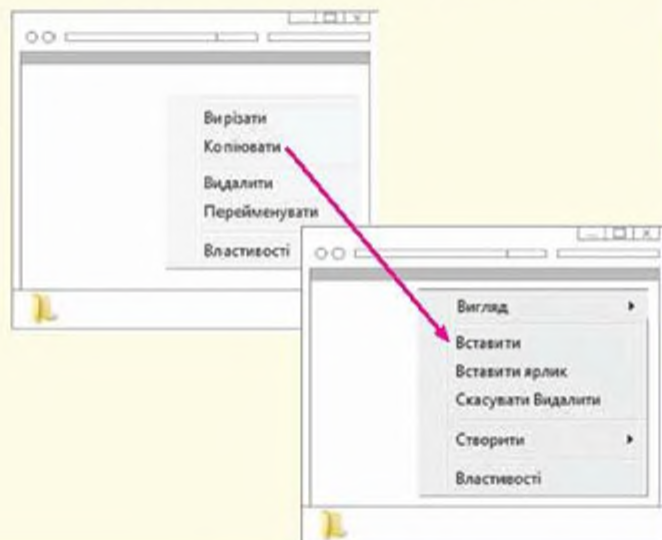 Вирізати
Копіювати
Видалити
Перейменувати
Властивості
Вигляд
Вставити
Вставити ярлик
Скасувати Видалити
Створити
Властивості